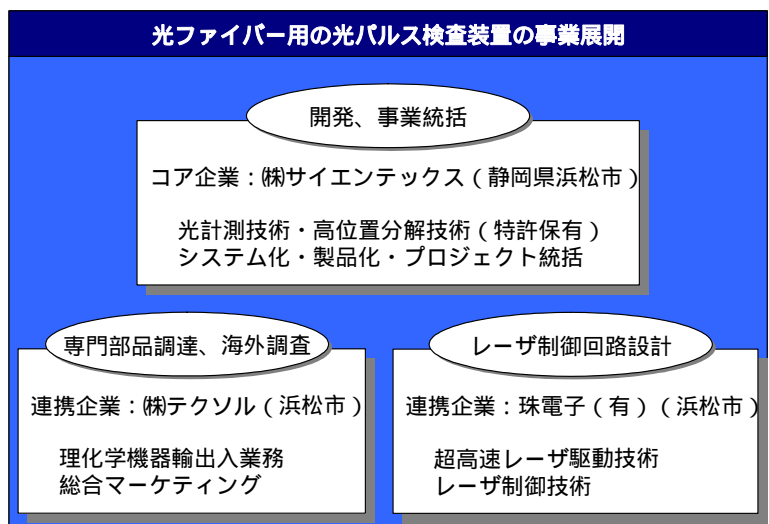 光ファイバー用の光パルス検査装置の事業展開
開発、事業統括
コア企業：㈱サイエンテックス（静岡県浜松市）
光計測技術・高位置分解技術（特許保有）
システム化・製品化・プロジェクト統括
専門部品調達、海外調査
連携企業：㈱テクソル（浜松市）
理化学機器輸出入業務
総合マーケティング
レーザ制御回路設計
連携企業：珠電子（有）（浜松市）
超高速レーザ駆動技術
レーザ制御技術